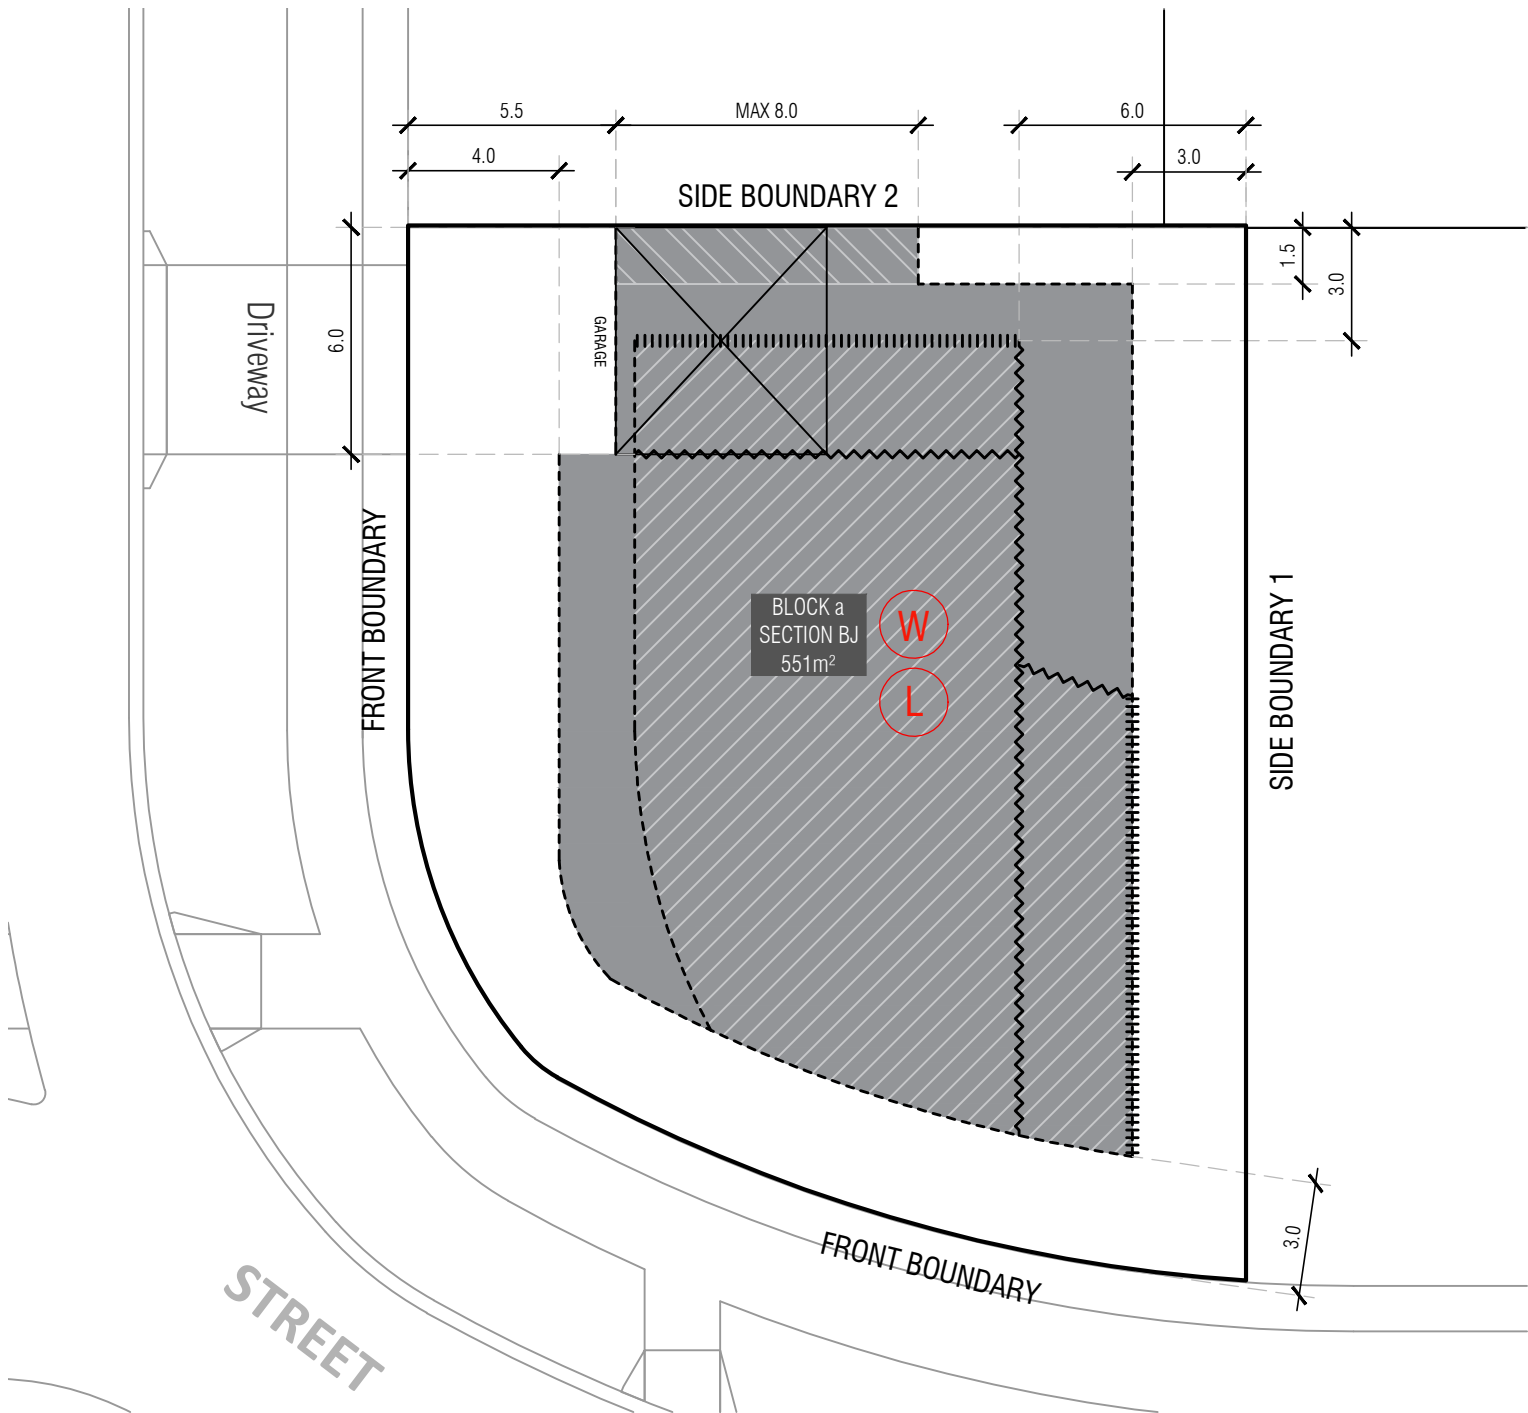 5.5
MAX 8.0
6.0
4.0
3.0
SIDE BOUNDARY 2
1.5
3.0
6.0
Driveway
GARAGE
FRONT BOUNDARY
BLOCK a
SECTION BJ
551m²
W
L
SIDE BOUNDARY 1
FRONT BOUNDARY
3.0
STREET